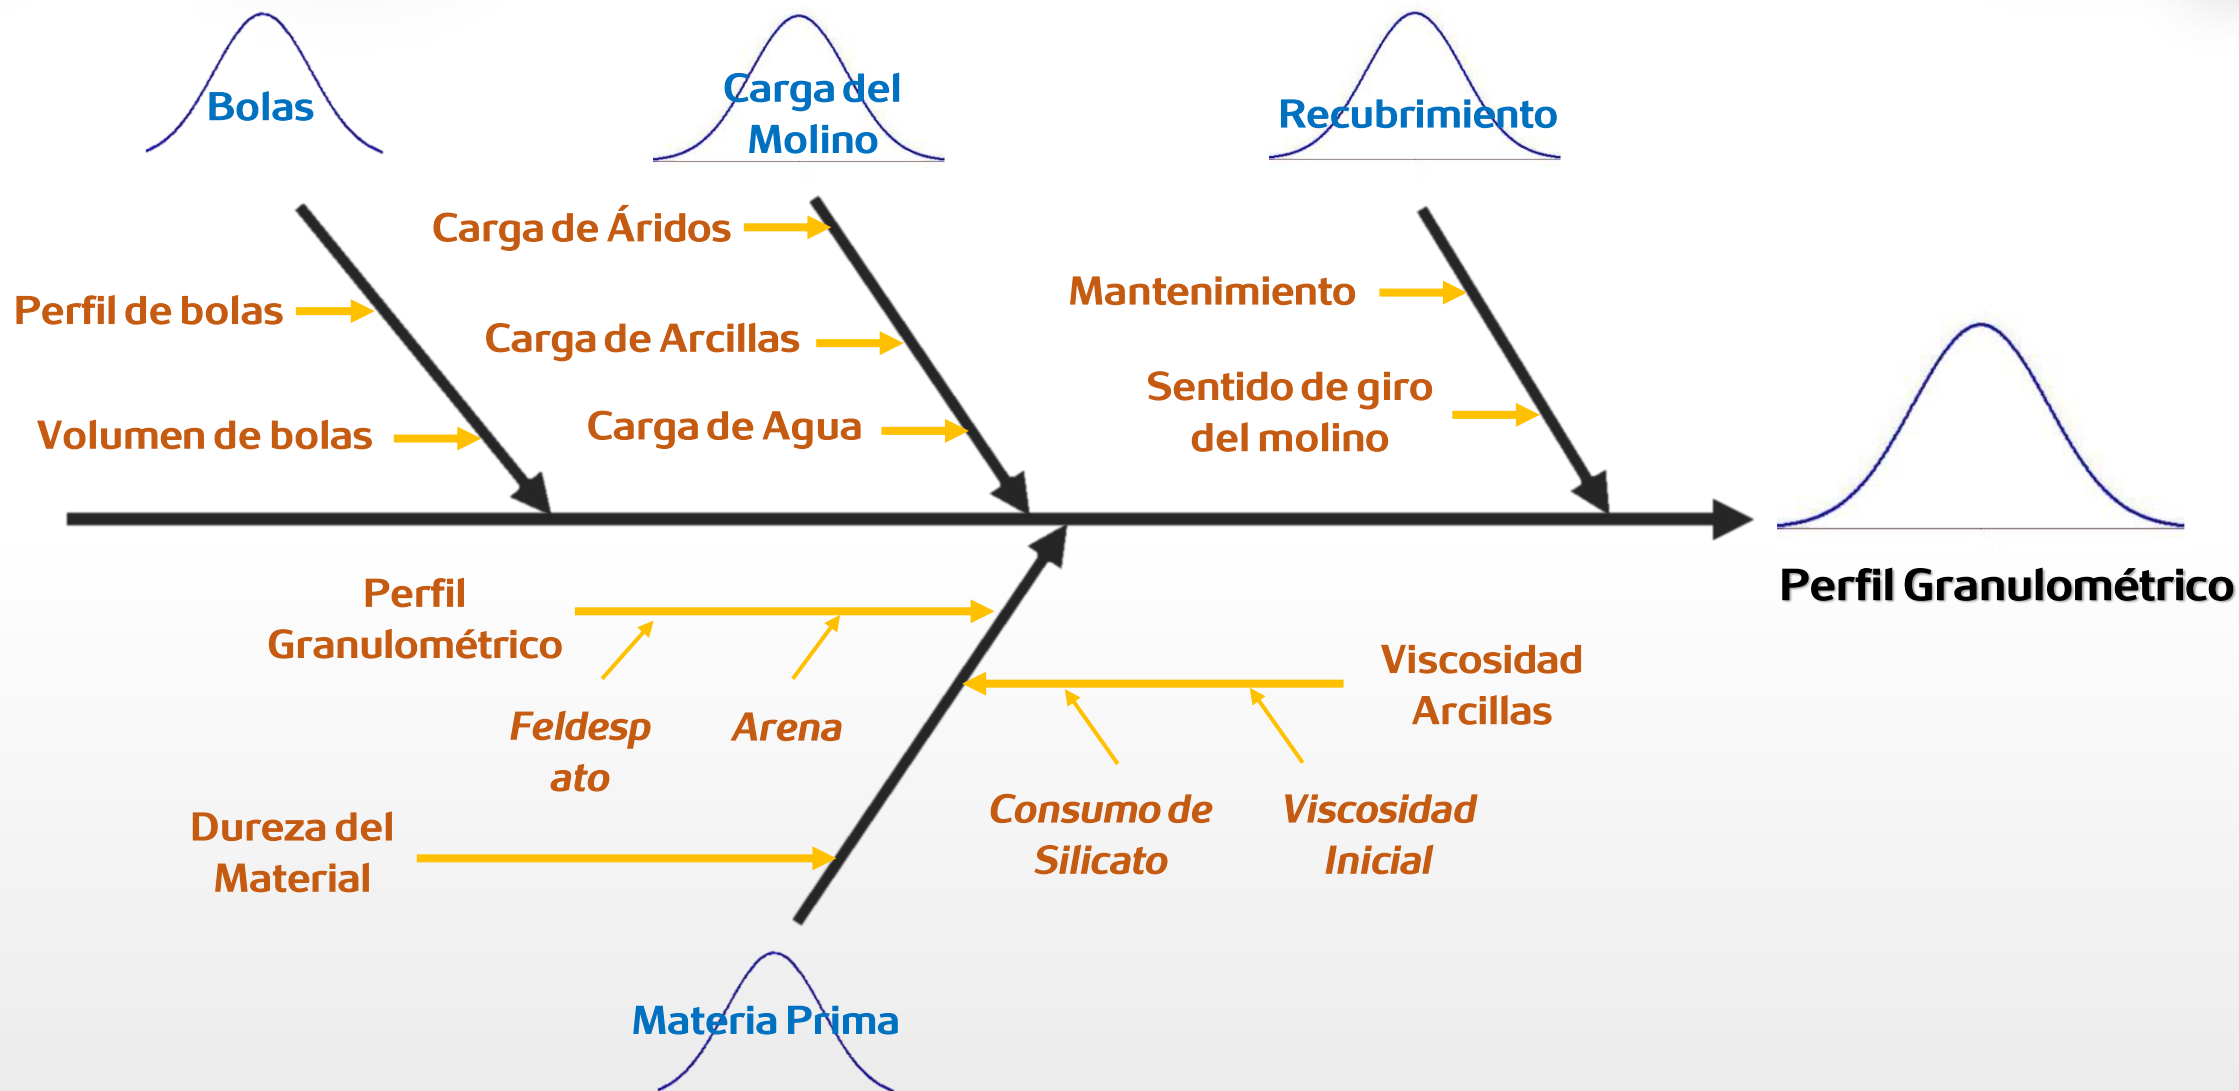 Bolas
Carga del
Molino
Recubrimiento
Carga de Áridos
Perfil de bolas
Mantenimiento
Carga de Arcillas
Sentido de giro
del molino
Volumen de bolas
Carga de Agua
Perfil Granulométrico
Perfil
Granulométrico
Viscosidad
Arcillas
Feldesp
ato
Arena
Dureza del
Material
Consumo de
Silicato
Viscosidad
Inicial
Materia Prima